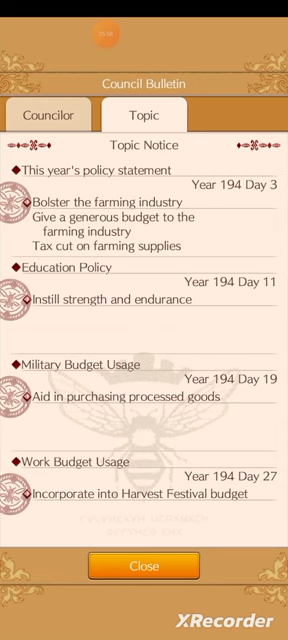 Council Bulletin
Councilor
Topic
Topic Notice
◆This year's policy statement
Year 194 Day 3
Bolster the farming industry
Give a generous budget to the
farming industry
Tax cut on farming supplies
◆Education Policy
Year 194 Day 11
Instill strength and endurance
◆Military Budget Usage
Year 194 Day 19
Aid in purchasing processed goods
◆Work Budget Usage
Year 194 Day 27
Incorporate into Harvest Festival budget
Close
XRecorder